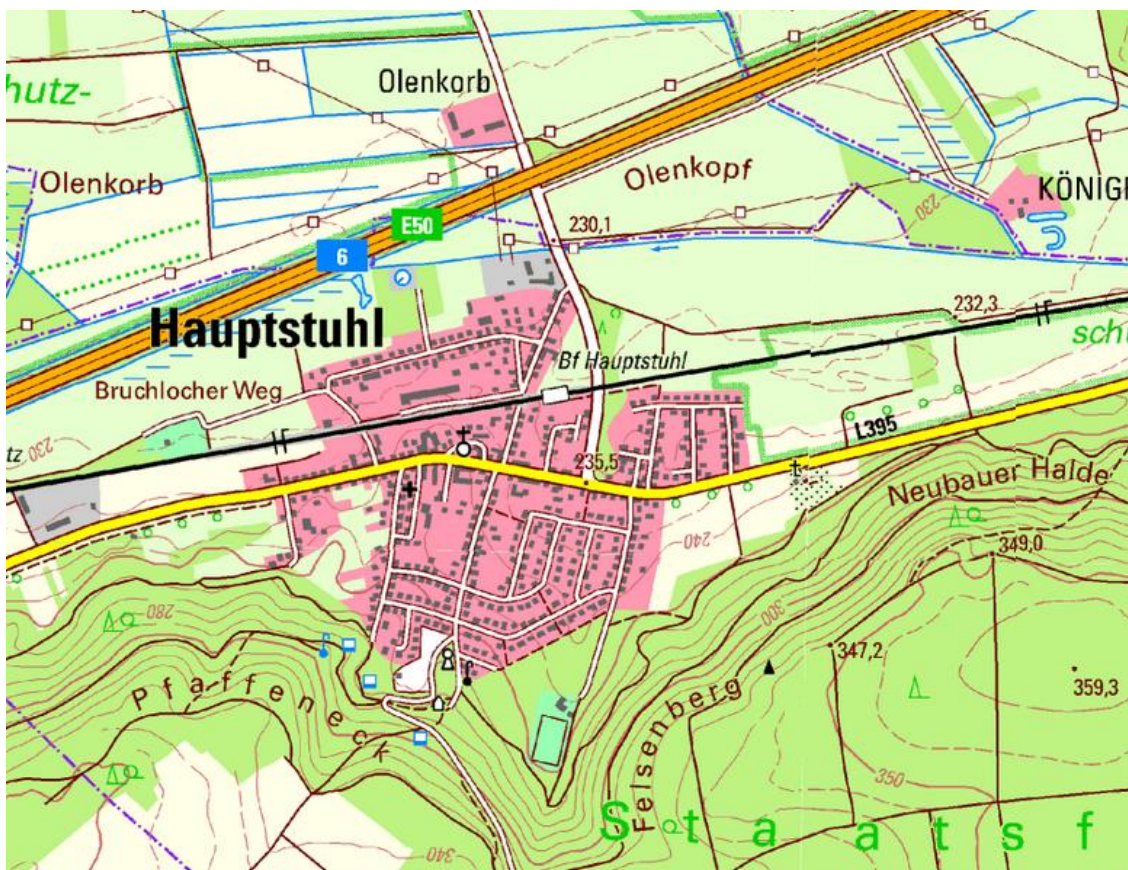 Olenkorb
hutz-
Olenkorb
Olenkopf
KÖNIG
230
E50
230,1
6
Hauptstuhl
232,3
Bf Hauptstuhl
sch
Bruchlocher Weg
L395
230
tz
235,5
Neubauer Halde
240
349,0
280
300
347,2
359,3
Pfaffeneck
Felsenberg
350
Staatsf
340